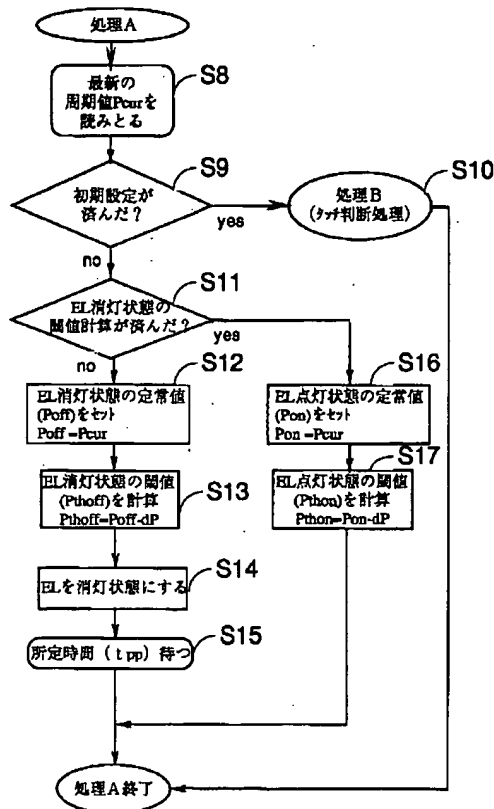 処理A
最新の
周期値Pcurを
読みとる
S8
初期設定が
済んだ？
S9
yes
no
処理B
(タッチ判断処理)
S10
EL消灯状態の
閾値計算が済んだ？
S11
yes
no
EL消灯状態の定常値
(Poff)をセット
Poff=Pcur
S12
EL点灯状態の定常値
(Pon)をセット
Pon=Pcur
S16
EL消灯状態の閾値
(Pthoff)を計算
Pthoff=Poff-dP
S13
EL点灯状態の閾値
(Pthon)を計算
Pthon=Pon-dP
S17
ELを消灯状態にする
S14
所定時間（tpp）待つ
S15
処理A終了